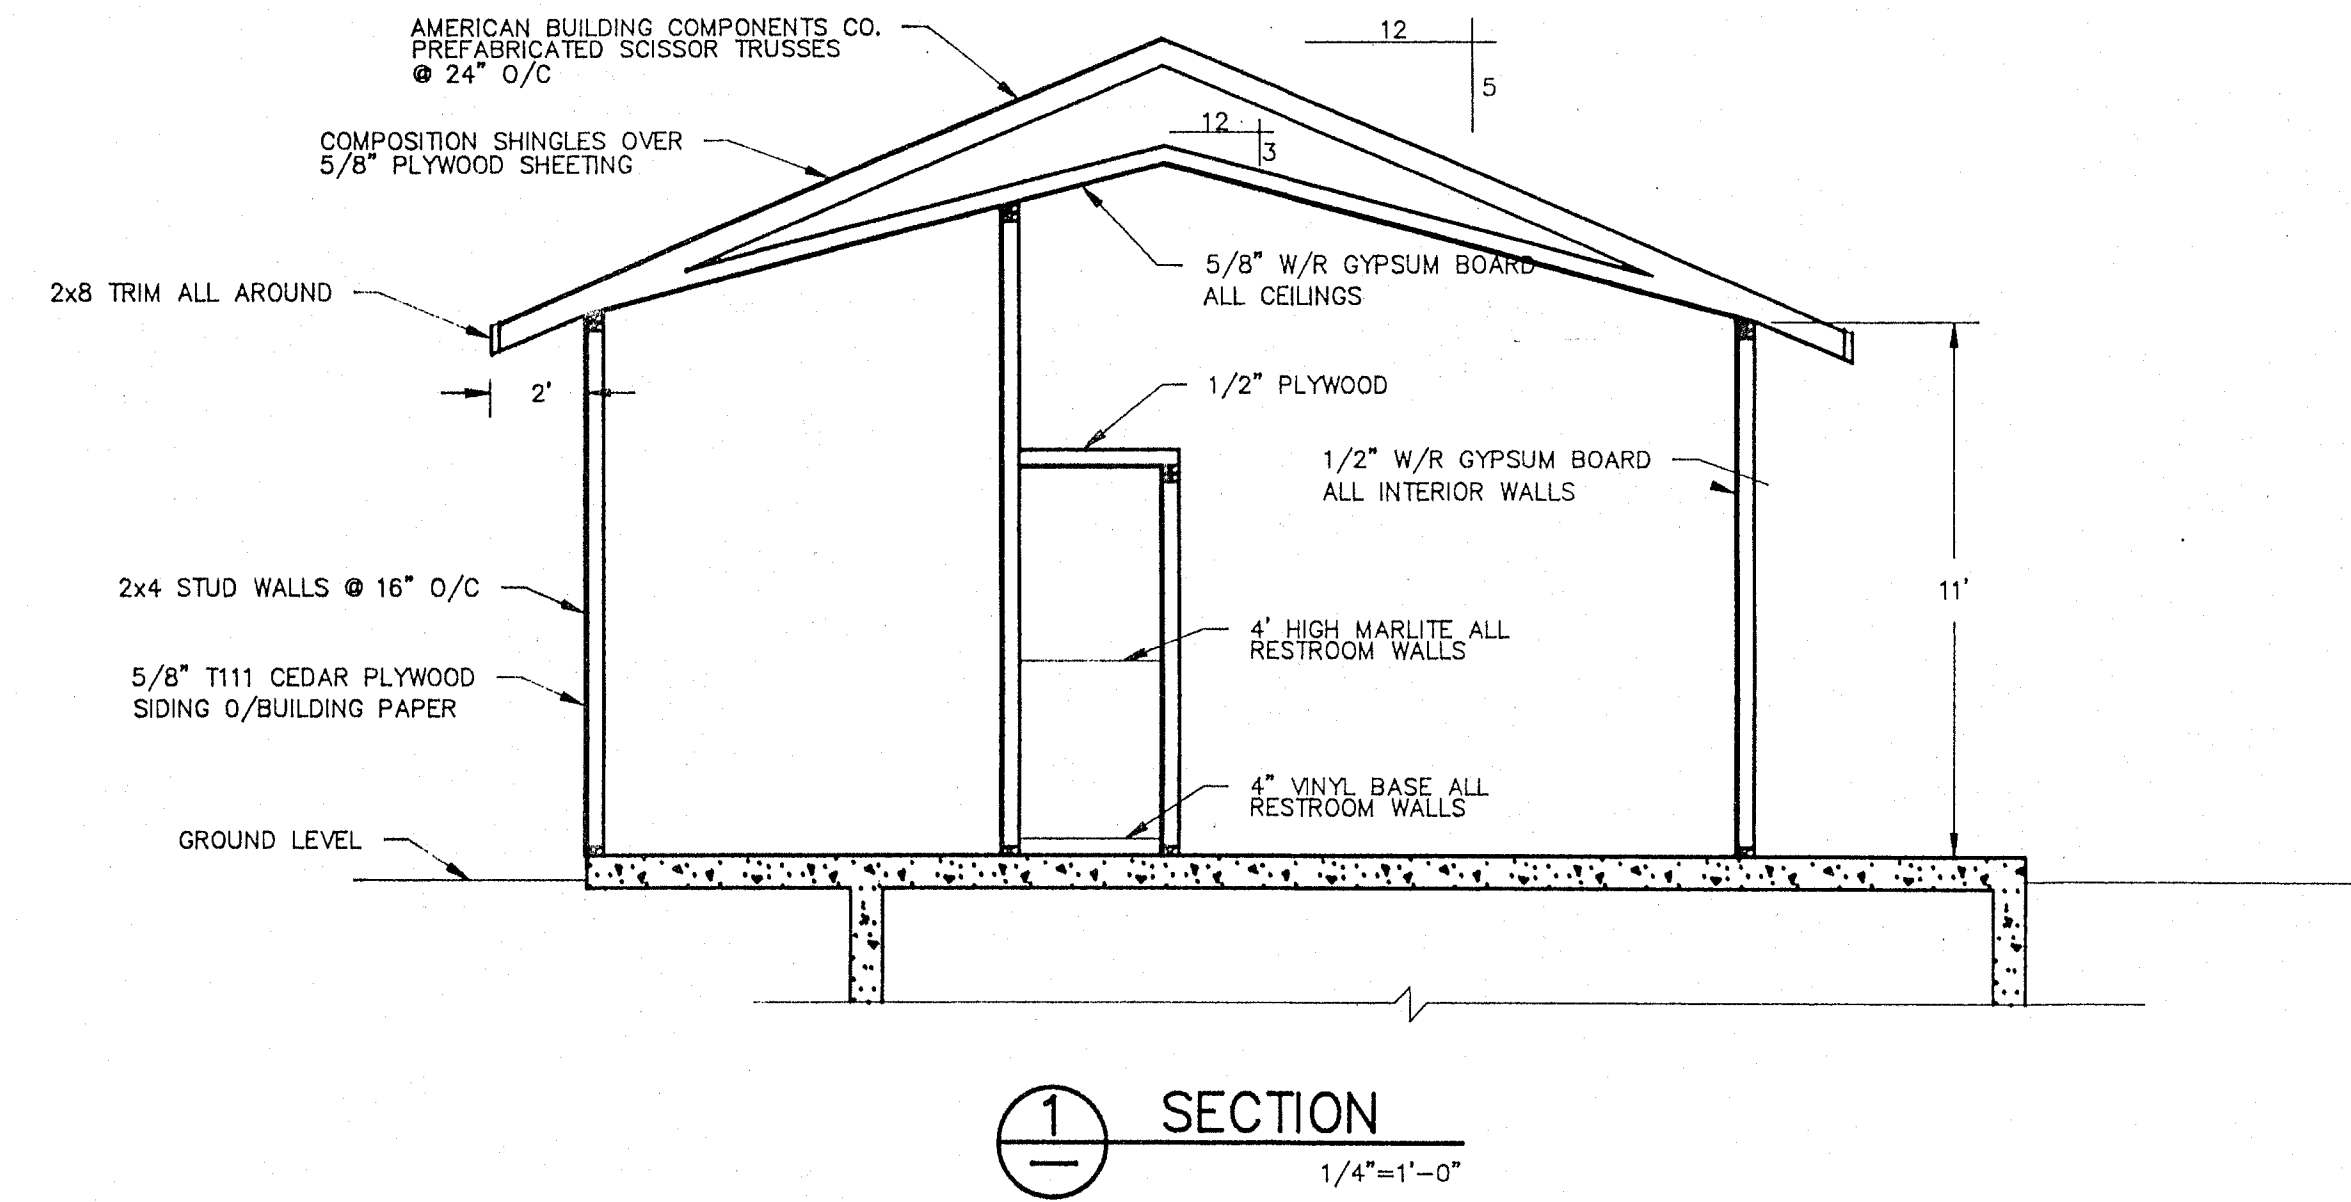 AMERICAN BUILDING COMPONENTS CO.
PREFABRICATED SCISSOR TRUSSES
@ 24" O/C
12
5
COMPOSITION SHINGLES OVER
5/8" PLYWOOD SHEETING
12
3
5/8" W/R GYPSUM BOARD
ALL CEILINGS
2x8 TRIM ALL AROUND
2'
1/2" PLYWOOD
1/2" W/R GYPSUM BOARD
ALL INTERIOR WALLS
2x4 STUD WALLS @ 16" O/C
11'
4' HIGH MARLITE ALL
RESTROOM WALLS
5/8" T111 CEDAR PLYWOOD
SIDING O/BUILDING PAPER
4" VINYL BASE ALL
RESTROOM WALLS
GROUND LEVEL
1
SECTION
1/4"=1'-0"